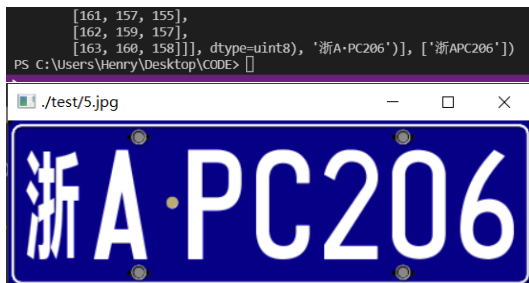 [161, 157, 155],
[162, 159, 157],
[163, 160, 158]]], dtype=uint8), '浙A·PC206')], ['浙APC206'])
PS C:\Users\Henry\Desktop\CODE>
./test/5.jpg
浙A·PC206